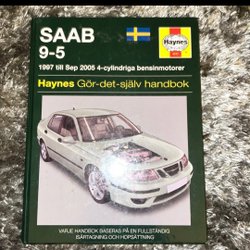 SAAB
9-5
Haynes
1997 till Sep 2005 4-cylindriga bensinmotorer
Haynes Gör-det-själv handbok
VARJE HANDBOK BASERAS PÅ EN FULLSTÄNDIG
ISÄRTAGNING OCH HOPSÄTTNING